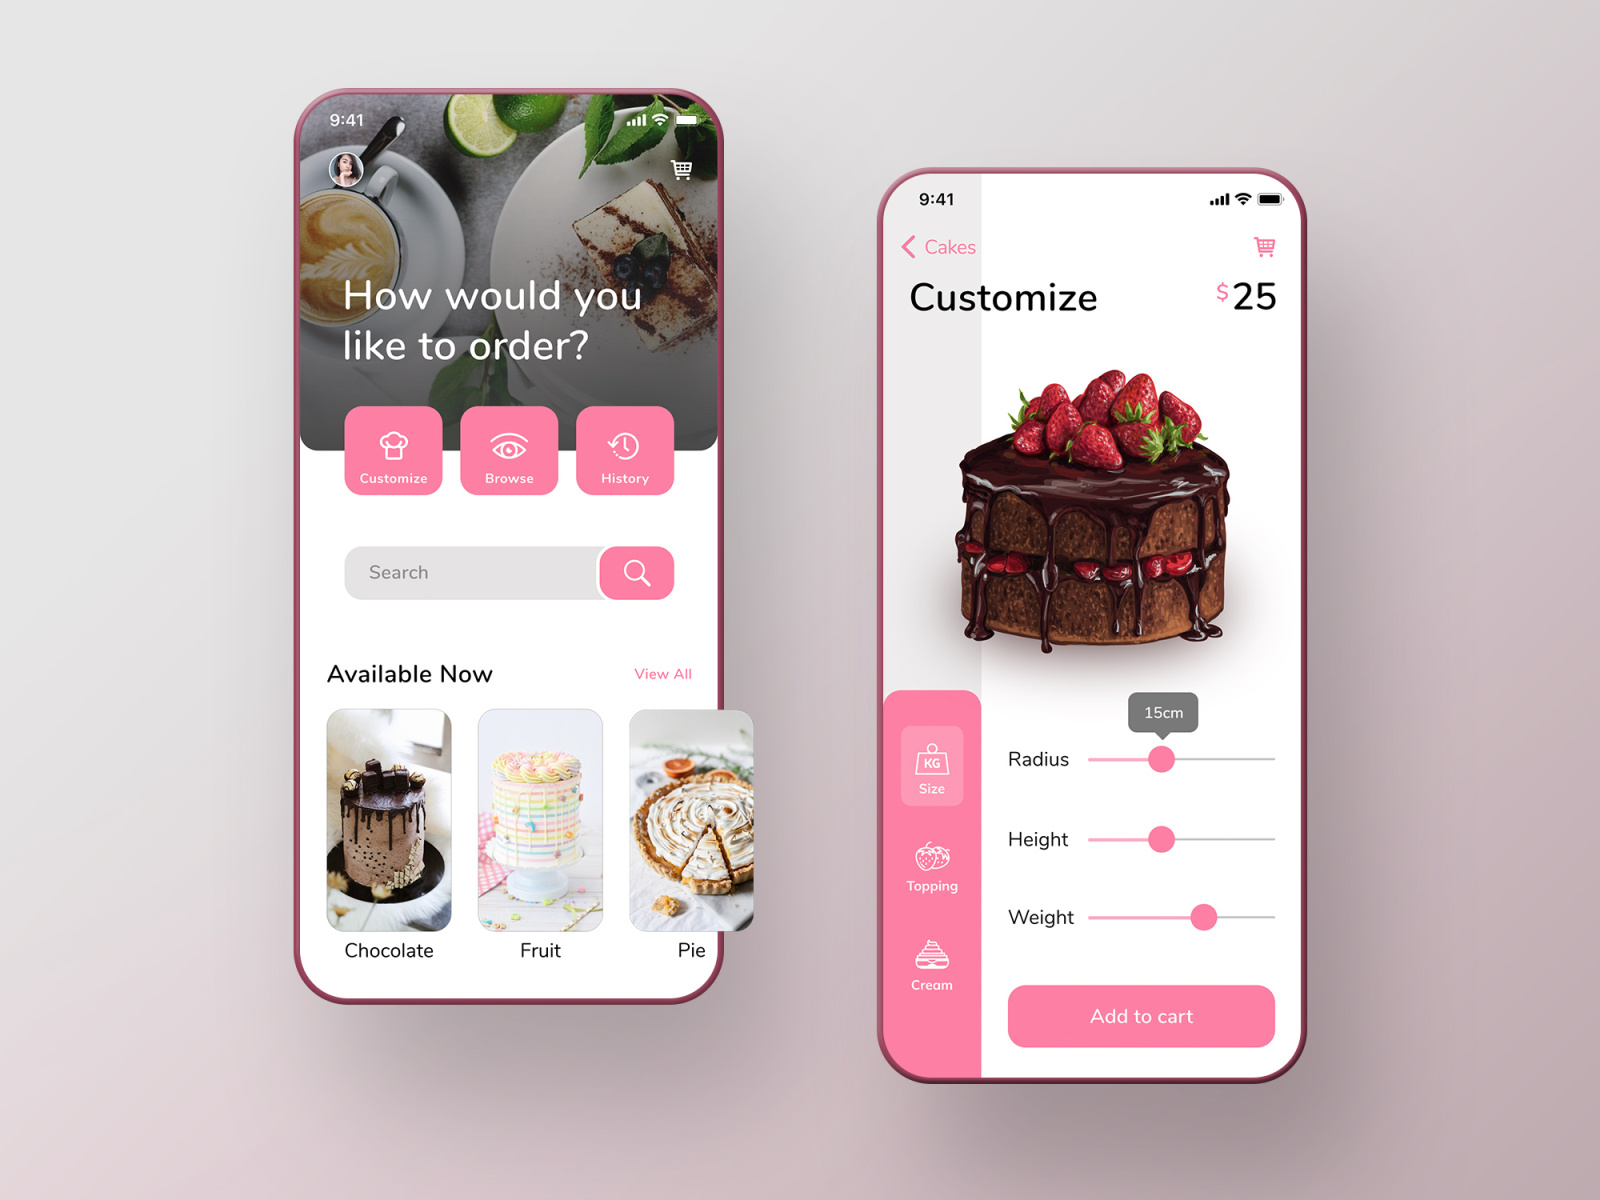 9:41
How would you
like to order?
Customize
Browse
History
Search
Available Now
View All
Chocolate
Fruit
Pie
9:41
Cakes
Customize
$25
15cm
Radius
KG
Size
Height
Topping
Weight
Cream
Add to cart